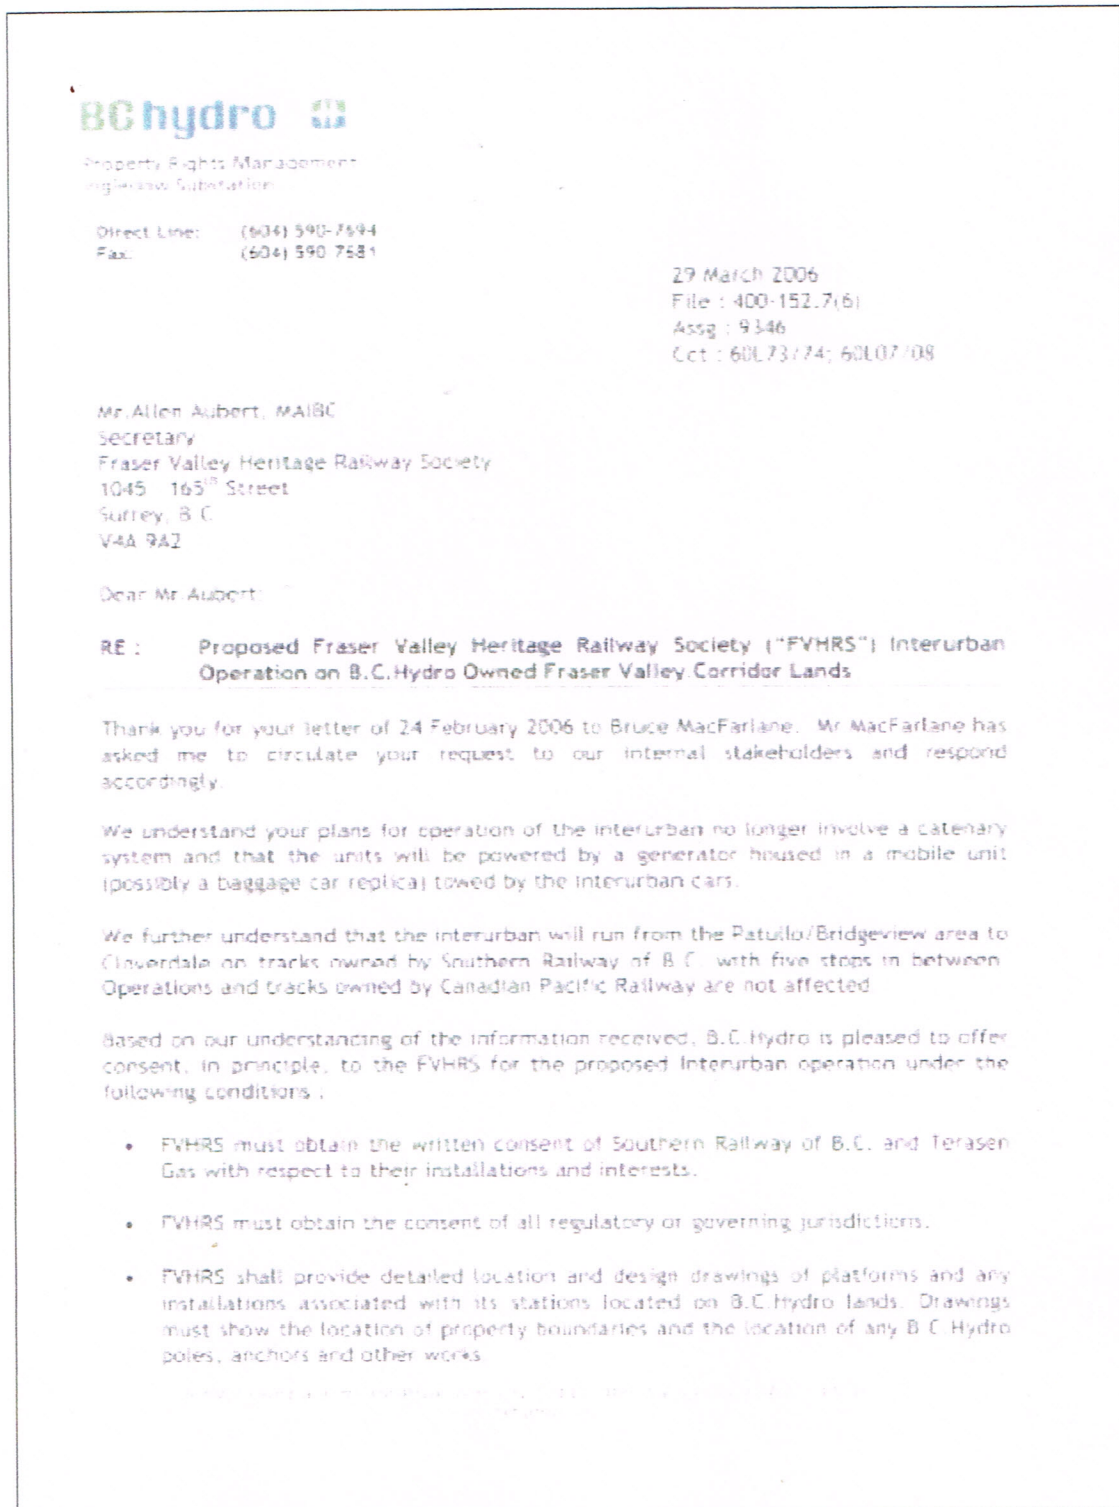 BChydro
Property Rights Management
Ingledow Substation
Direct Line: (604) 590-7694
Fax: (604) 590 7681
29 March 2006
File : 400-152.7(6)
Assg : 9346
Cct : 60L73/74; 60L07/08
Mr.Allen Aubert, MAIBC
Secretary
Fraser Valley Heritage Railway Society
1045 165th Street
Surrey, B C
V4A 9A2
Dear Mr.Aubert:
RE : Proposed Fraser Valley Heritage Railway Society ("FVHRS") Interurban
Operation on B.C.Hydro Owned Fraser Valley Corridor Lands
Thank you for your letter of 24 February 2006 to Bruce MacFarlane. Mr MacFarlane has
asked me to circulate your request to our internal stakeholders and respond
accordingly.
We understand your plans for operation of the interurban no longer involve a catenary
system and that the units will be powered by a generator housed in a mobile unit
(possibly a baggage car replica) towed by the interurban cars.
We further understand that the interurban will run from the Patullo/Bridgeview area to
Cloverdale on tracks owned by Southern Railway of B.C. with five stops in between
Operations and tracks owned by Canadian Pacific Railway are not affected
Based on our understanding of the information received, B.C.Hydro is pleased to offer
consent, in principle, to the FVHRS for the proposed Interurban operation under the
following conditions :
• FVHRS must obtain the written consent of Southern Railway of B.C. and Terasen
Gas with respect to their installations and interests.
• FVHRS must obtain the consent of all regulatory or governing jurisdictions.
• FVHRS shall provide detailed location and design drawings of platforms and any
installations associated with its stations located on B.C.Hydro lands. Drawings
must show the location of property boundaries and the location of any B C.Hydro
poles, anchors and other works